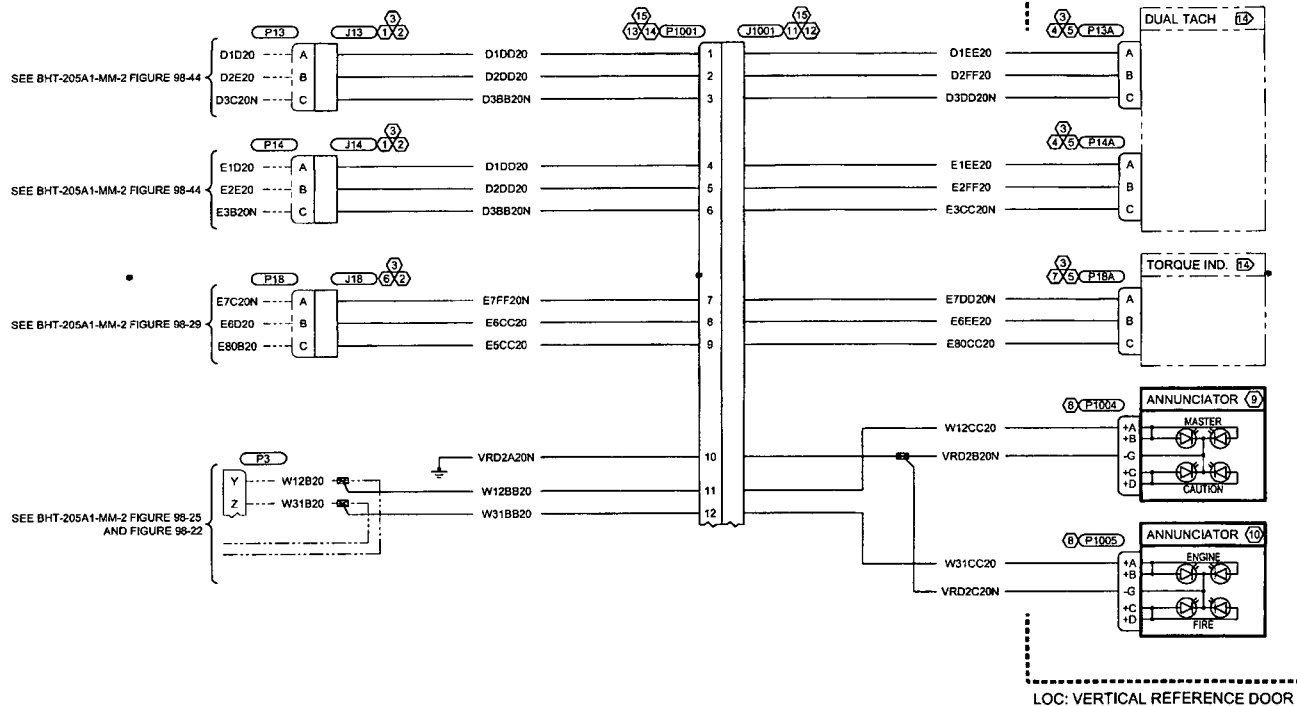 3 15 15 3 DUAL TACH 14
P13 J13 1 2 13 14 P1001 J1001 11 12 4 5 P13A
D1D20 A D1DD20 1 D1EE20 A
SEE BHT-205A1-MM-2 FIGURE 98-44 D2E20 B D2DD20 2 D2FF20 B
D3C20N C D3BB20N 3 D3DD20N C
3 3
P14 J14 1 2 4 5 P14A
E1D20 A D1DD20 4 E1EE20 A
SEE BHT-205A1-MM-2 FIGURE 98-44 E2E20 B D2DD20 5 E2FF20 B
E3B20N C D3BB20N 6 E3CC20N C
3 3 TORQUE IND. 14
P18 J18 6 2 7 5 P18A
E7C20N A E7FF20N 7 E7DD20N A
SEE BHT-205A1-MM-2 FIGURE 98-29 E6D20 B E6CC20 8 E6EE20 B
E80B20 C E5CC20 9 E80CC20 C
8 P1004 ANNUNCIATOR 9
MASTER
W12CC20 +A
+B
P3 VRD2A20N 10 VRD2B20N -G
Y W12B20 +C
W12BB20 11 +D
CAUTION
Z W31B20
W31BB20 12
SEE BHT-205A1-MM-2 FIGURE 98-25
AND FIGURE 98-22
8 P1005 ANNUNCIATOR 10
ENGINE
W31CC20 +A
+B
VRD2C20N -G
+C
+D
FIRE
LOC: VERTICAL REFERENCE DOOR